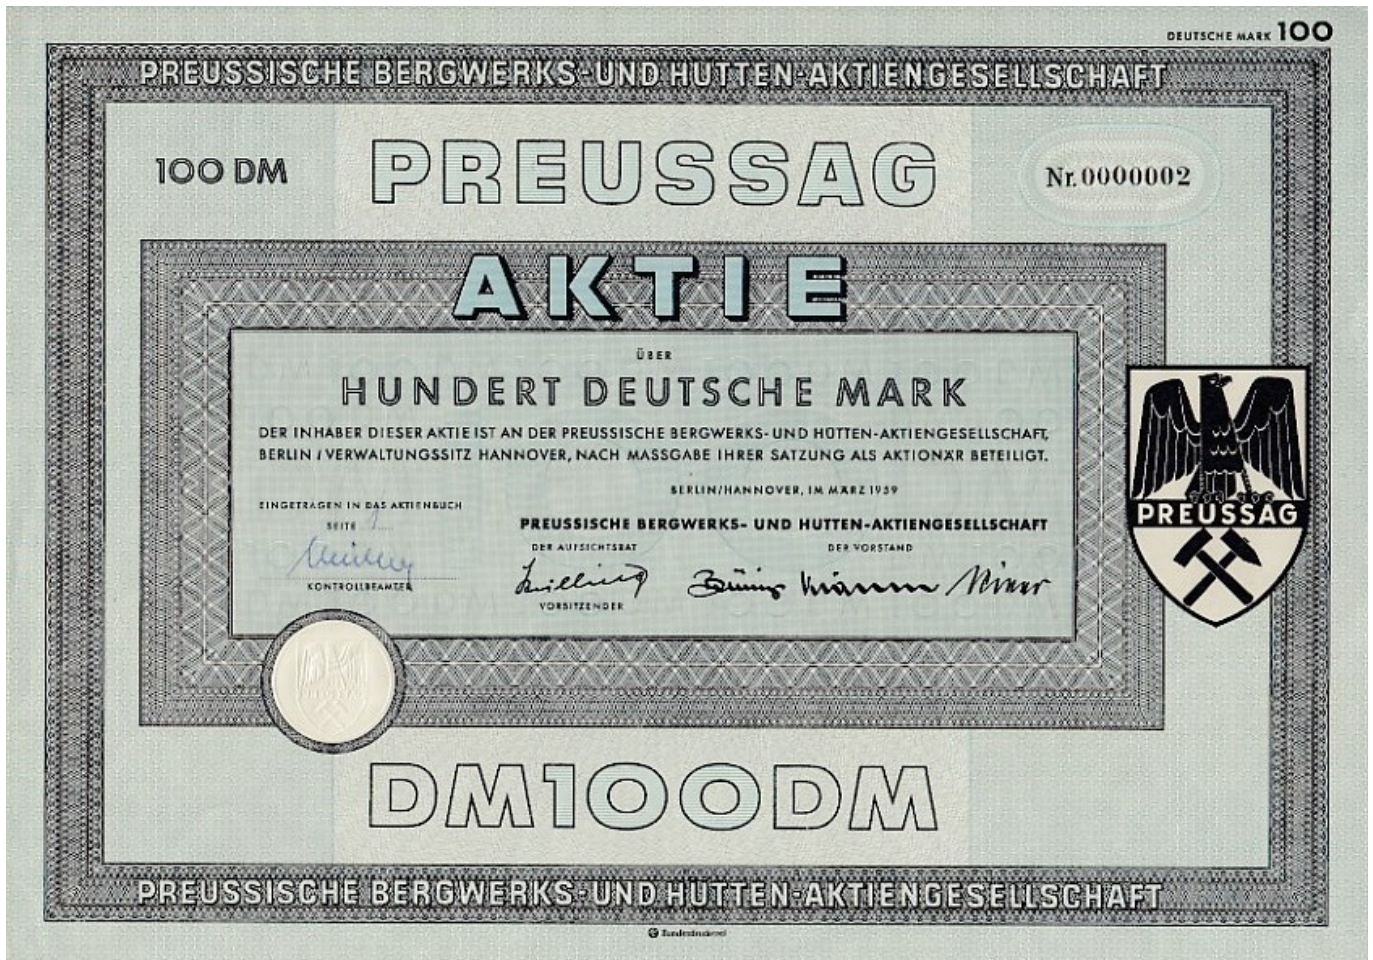 DEUTSCHE MARK 100
PREUSSISCHE BERGWERKS-UND HÜTTEN-AKTIENGESELLSCHAFT
100 DM
PREUSSAG
Nr. 0000002
AKTIE
ÜBER
HUNDERT DEUTSCHE MARK
DER INHABER DIESER AKTIE IST AN DER PREUSSISCHE BERGWERKS-UND HÜTTEN-AKTIENGESELLSCHAFT,
BERLIN / VERWALTUNGSSITZ HANNOVER, NACH MASSGABE IHRER SATZUNG ALS AKTIONÄR BETEILIGT.
BERLIN/HANNOVER, IM MÄRZ 1959
EINGETRAGEN IN DAS AKTIENBUCH
SEITE 1
KONTROLLBEAMTER
PREUSSISCHE BERGWERKS- UND HÜTTEN-AKTIENGESELLSCHAFT
DER AUFSICHTSRAT
DER VORSTAND
VORSITZENDER
PREUSSAG
DM100DM
PREUSSISCHE BERGWERKS-UND HÜTTEN-AKTIENGESELLSCHAFT
Bundesdruckerei